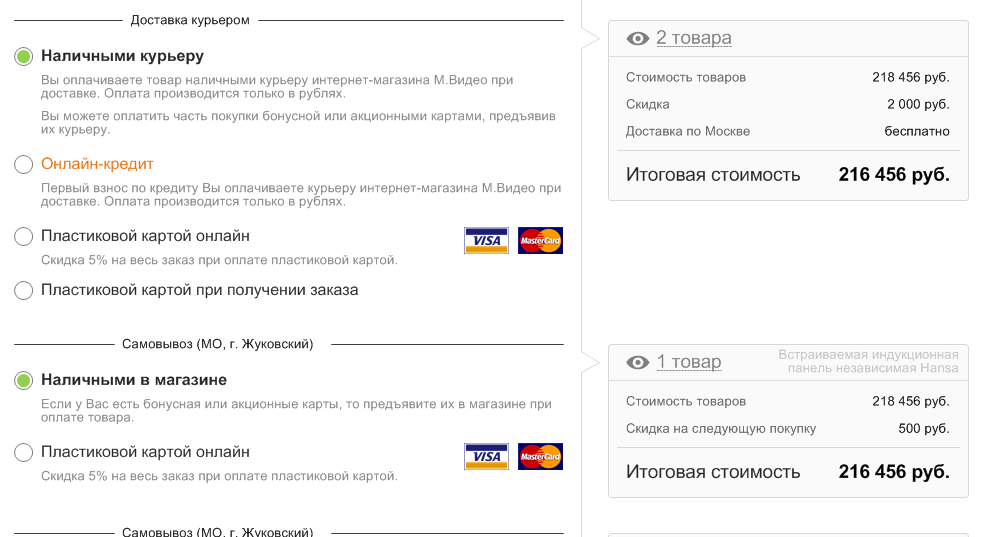 Доставка курьером
Наличными курьеру
Вы оплачиваете товар наличными курьеру интернет-магазина М.Видео при
доставке. Оплата производится только в рублях.
Вы можете оплатить часть покупки бонусной или акционными картами, предъявив
их курьеру.
Онлайн-кредит
Первый взнос по кредиту Вы оплачиваете курьеру интернет-магазина М.Видео при
доставке. Оплата производится только в рублях.
Пластиковой картой онлайн
VISA MasterCard
Скидка 5% на весь заказ при оплате пластиковой картой.
Пластиковой картой при получении заказа
2 товара
Стоимость товаров 218 456 руб.
Скидка 2 000 руб.
Доставка по Москве бесплатно
Итоговая стоимость 216 456 руб.
Самовывоз (МО, г. Жуковский)
Наличными в магазине
Если у Вас есть бонусная или акционные карты, то предъявите их в магазине при
оплате товара.
Пластиковой картой онлайн
VISA MasterCard
Скидка 5% на весь заказ при оплате пластиковой картой.
1 товар
Встраиваемая индукционная
панель независимая Hansa
Стоимость товаров 218 456 руб.
Скидка на следующую покупку 500 руб.
Итоговая стоимость 216 456 руб.
Самовывоз (МО, г. Жуковский)